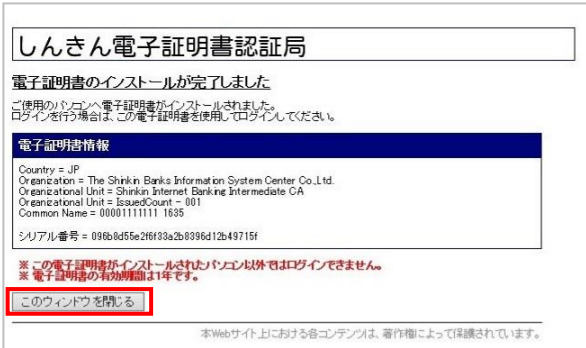 しんきん電子証明書認証局
電子証明書のインストールが完了しました
ご使用のパソコンへ電子証明書がインストールされました。
ログインを行う場合は、この電子証明書を使用してログインしてください。
電子証明書情報
Country = JP
Organization = The Shinkin Banks Information System Center Co.,Ltd.
Organizational Unit = Shinkin Internet Banking Intermediate CA
Organizational Unit = IssuedCount - 001
Common Name = 00001111111 1635
シリアル番号 = 096b8d55e2f6f33a2b8396d12b49715f
※ この電子証明書がインストールされたパソコン以外ではログインできません。
※ 電子証明書の有効期間は1年です。
このウィンドウを閉じる
本Webサイト上における各コンテンツは、著作権によって保護されています。